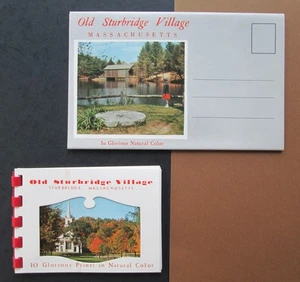 Old Sturbridge Village
MASSACHUSETTS
In Glorious Natural Color
Old Sturbridge Village
STURBRIDGE, MASSACHUSETTS
10 Glorious Prints in Natural Color